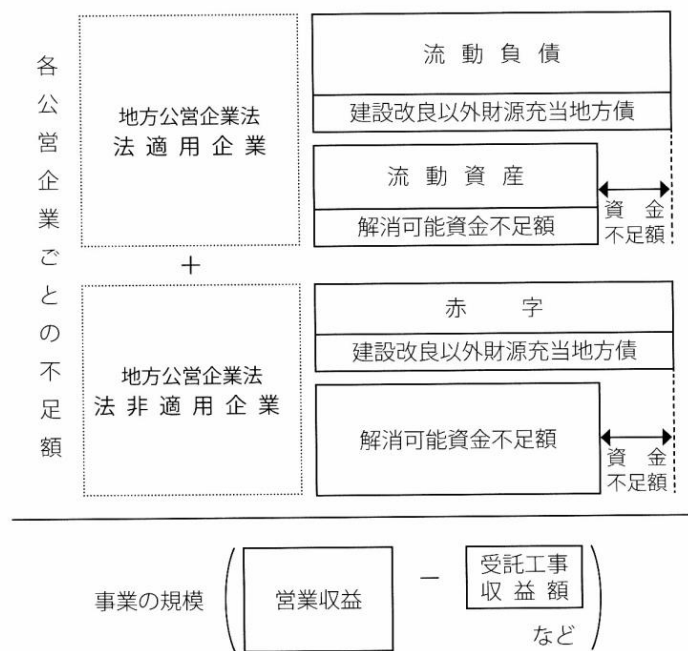 各公営企業ごとの不足額
地方公営企業法
法適用企業
流動負債
建設改良以外財源充当地方債
流動資産
解消可能資金不足額
資金
不足額
+
地方公営企業法
法非適用企業
赤字
建設改良以外財源充当地方債
解消可能資金不足額
資金
不足額
事業の規模
営業収益
−
受託工事
収益額
など